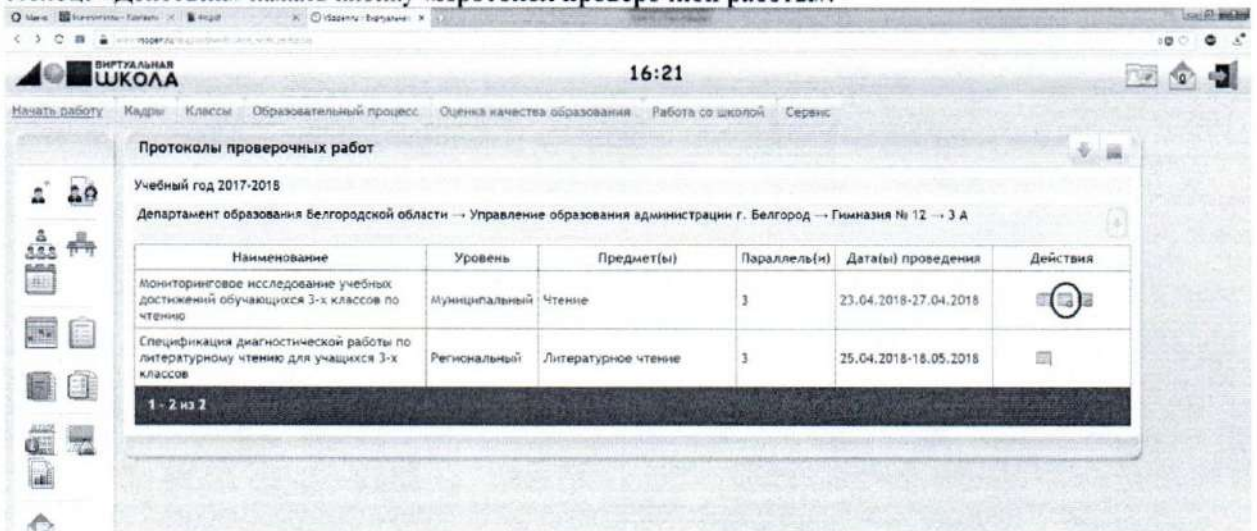 16:21
ВИРТУАЛЬНАЯ
ШКОЛА
Начать работу Кадры Классы Образовательный процесс Оценка качества образования Работа со школой Сервис
Протоколы проверочных работ
Учебный год 2017-2018
Департамент образования Белгородской области → Управление образования администрации г. Белгород → Гимназия № 12 → 3 А
Наименование Уровень Предмет(ы) Параллель(и) Дата(ы) проведения Действия
Мониторинговое исследование учебных
достижений обучающихся 3-х классов по
чтению
Муниципальный Чтение 3 23.04.2018-27.04.2018
Спецификация диагностической работы по
литературному чтению для учащихся 3-х
классов
Региональный Литературное чтение 3 25.04.2018-18.05.2018
1 - 2 из 2